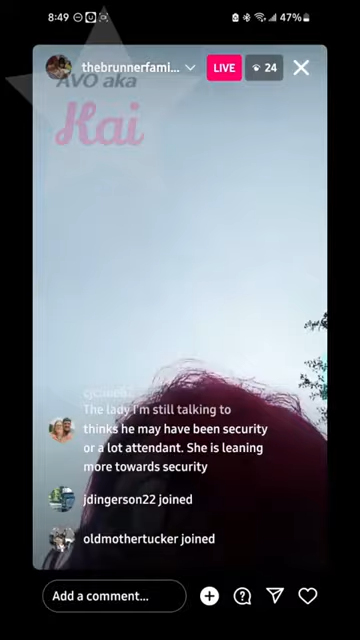 8:49
47%
AVO aka
Kai
thebrunnerfami...
LIVE
24
The lady I'm still talking to
thinks he may have been security
or a lot attendant. She is leaning
more towards security
jdingerson22 joined
oldmothertucker joined
Add a comment...